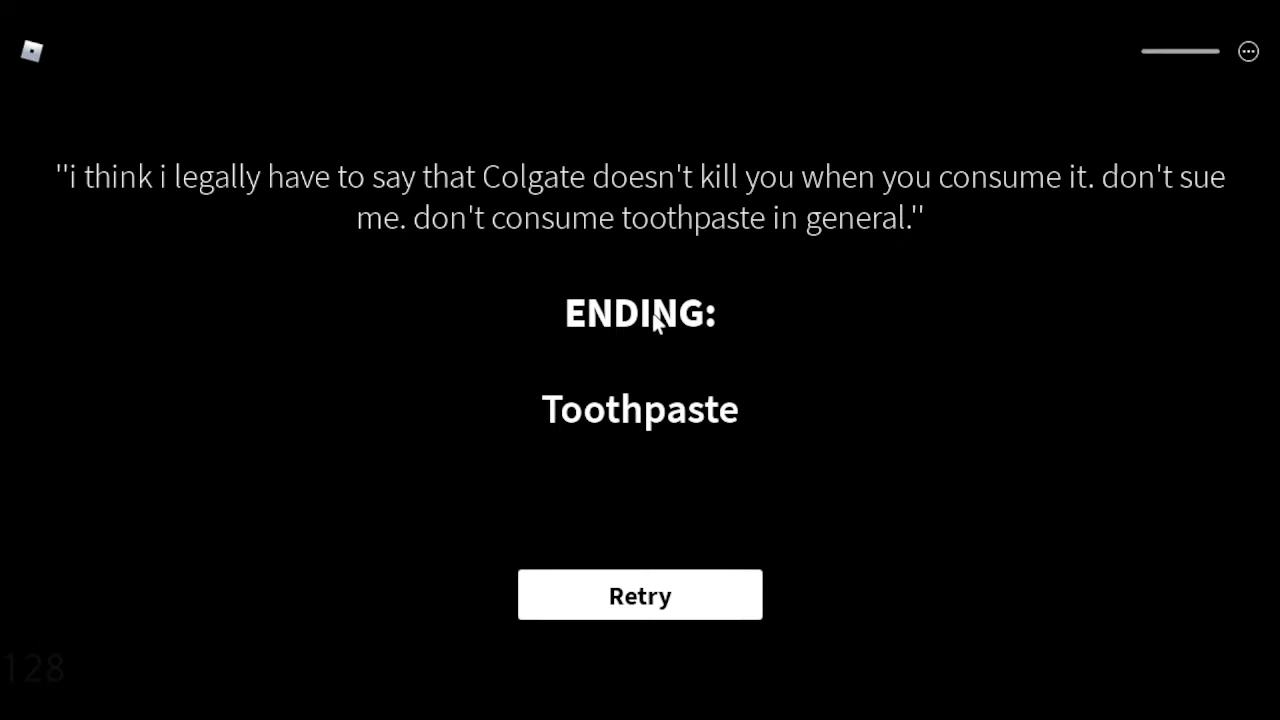 "i think i legally have to say that Colgate doesn't kill you when you consume it. don't sue
me. don't consume toothpaste in general."
ENDING:
Toothpaste
Retry
128